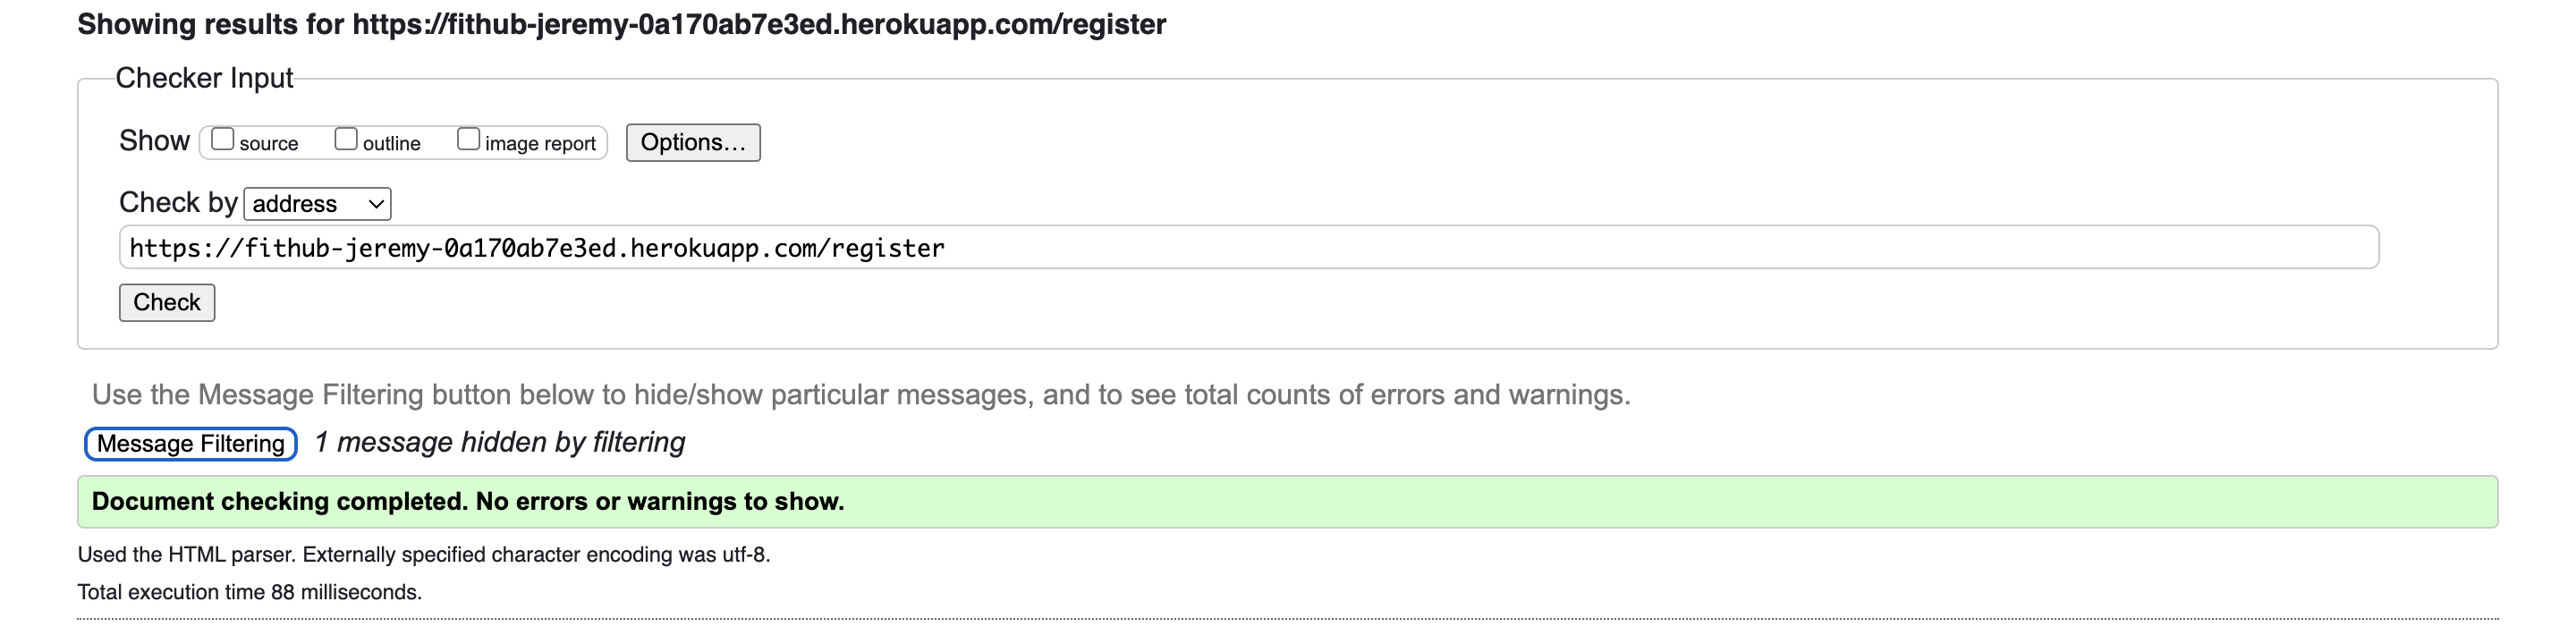 Showing results for https://fithub-jeremy-0a170ab7e3ed.herokuapp.com/register
Checker Input
Show source outline image report Options...
Check by address
https://fithub-jeremy-0a170ab7e3ed.herokuapp.com/register
Check
Use the Message Filtering button below to hide/show particular messages, and to see total counts of errors and warnings.
Message Filtering 1 message hidden by filtering
Document checking completed. No errors or warnings to show.
Used the HTML parser. Externally specified character encoding was utf-8.
Total execution time 88 milliseconds.